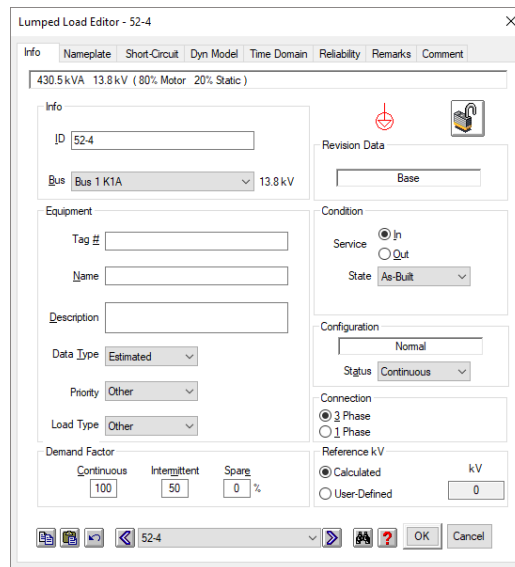 Lumped Load Editor - 52-4
Info Nameplate Short-Circuit Dyn Model Time Domain Reliability Remarks Comment
430.5 kVA 13.8 kV ( 80% Motor 20% Static )
Info
ID 52-4
Bus Bus 1 K1A 13.8 kV
Revision Data
Base
Equipment
Tag #
Name
Description
Data Type Estimated
Priority Other
Load Type Other
Condition
Service In
Out
State As-Built
Configuration
Normal
Status Continuous
Connection
3 Phase
1 Phase
Demand Factor
Continuous Intermittent Spare
100 50 0 %
Reference kV
Calculated kV
User-Defined 0
52-4 ? OK Cancel